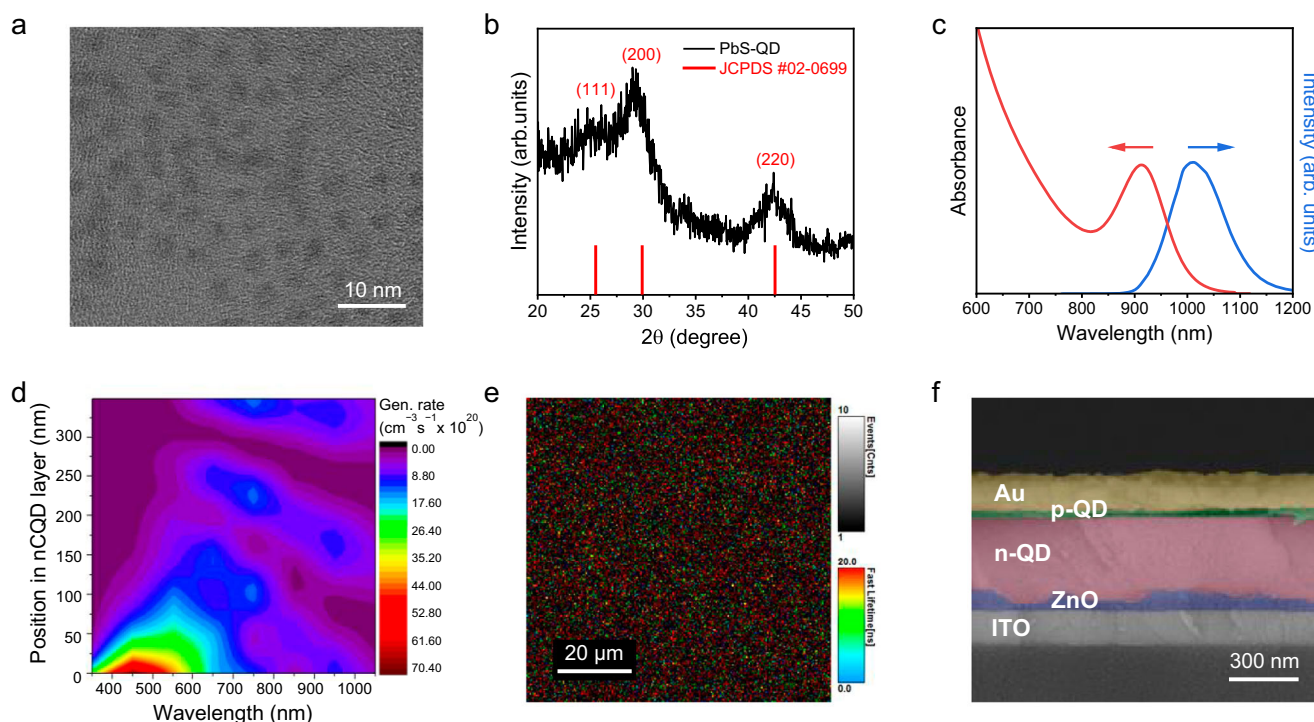 a
10 nm
b
Intensity (arb.units)
PbS-QD
JCPDS #02-0699
(111)
(200)
(220)
20 25 30 35 40 45 50
2θ (degree)
c
Absorbance
Intensity (arb. units)
600 700 800 900 1000 1100 1200
Wavelength (nm)
d
Position in nCQD layer (nm)
300
250
200
150
100
50
0
400 500 600 700 800 900 1000
Wavelength (nm)
Gen. rate
(cm⁻³s⁻¹x 10²⁰)
0.00
8.80
17.60
26.40
35.20
44.00
52.80
61.60
70.40
e
20 µm
10
Events[Cnts]
1
20.0
Fast Lifetime[ns]
0.0
f
Au
p-QD
n-QD
ZnO
ITO
300 nm